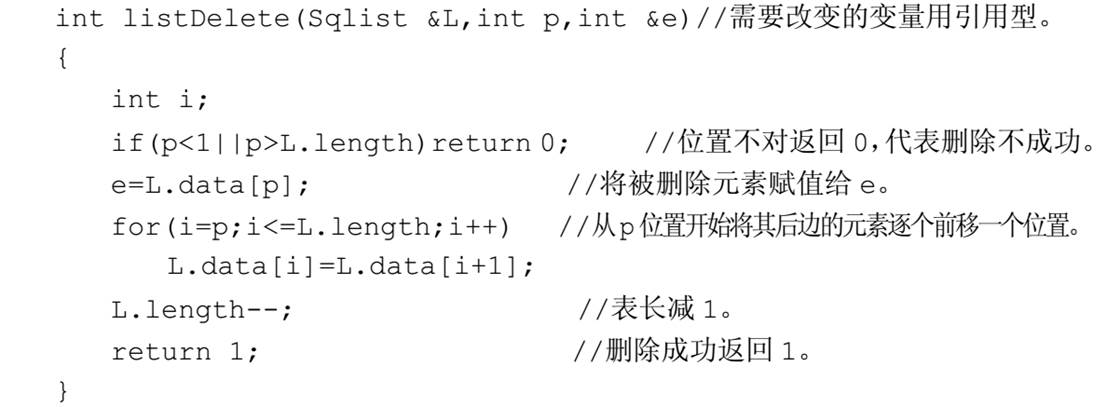 int listDelete(Sqlist &L,int p,int &e)//需要改变的变量用引用型。
{
int i;
if(p<1||p>L.length)return 0; //位置不对返回0,代表删除不成功。
e=L.data[p]; //将被删除元素赋值给e。
for(i=p;i<=L.length;i++) //从p位置开始将其后边的元素逐个前移一个位置。
L.data[i]=L.data[i+1];
L.length--; //表长减1。
return 1; //删除成功返回1。
}